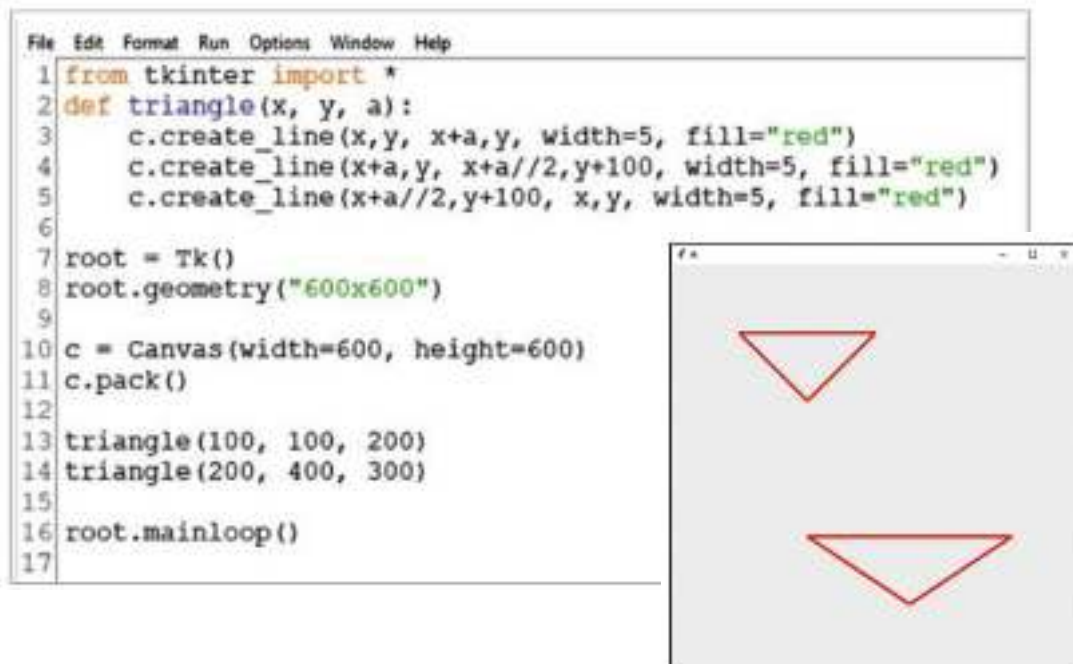 File Edit Format Run Options Window Help
1 from tkinter import *
2 def triangle(x, y, a):
3     c.create_line(x,y, x+a,y, width=5, fill="red")
4     c.create_line(x+a,y, x+a//2,y+100, width=5, fill="red")
5     c.create_line(x+a//2,y+100, x,y, width=5, fill="red")
6
7 root = Tk()
8 root.geometry("600x600")
9
10 c = Canvas(width=600, height=600)
11 c.pack()
12
13 triangle(100, 100, 200)
14 triangle(200, 400, 300)
15
16 root.mainloop()
17